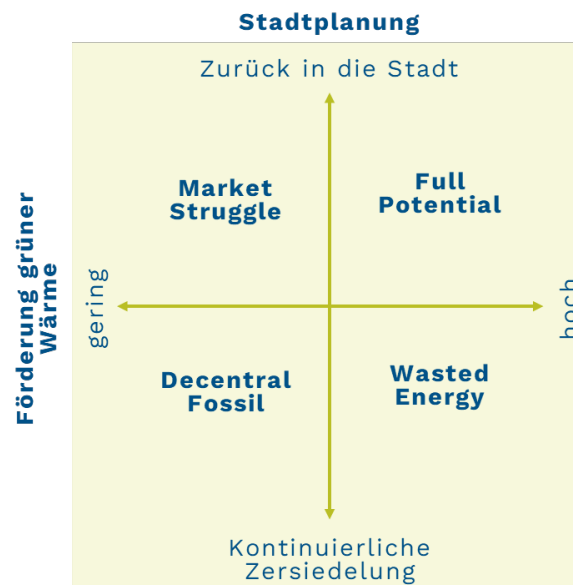 Stadtplanung
Zurück in die Stadt
Market
Struggle
Full
Potential
Förderung grüner
Wärme
gering
hoch
Decentral
Fossil
Wasted
Energy
Kontinuierliche
Zersiedelung